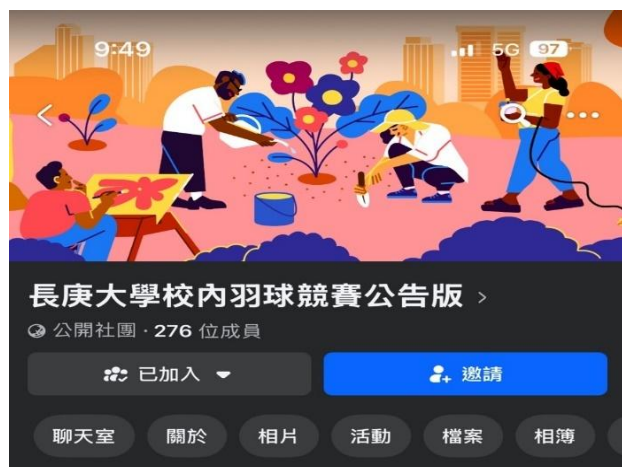 9:49 5G 97
長庚大學校內羽球競賽公告版
公開社團 · 276 位成員
已加入 邀請
聊天室 關於 相片 活動 檔案 相簿